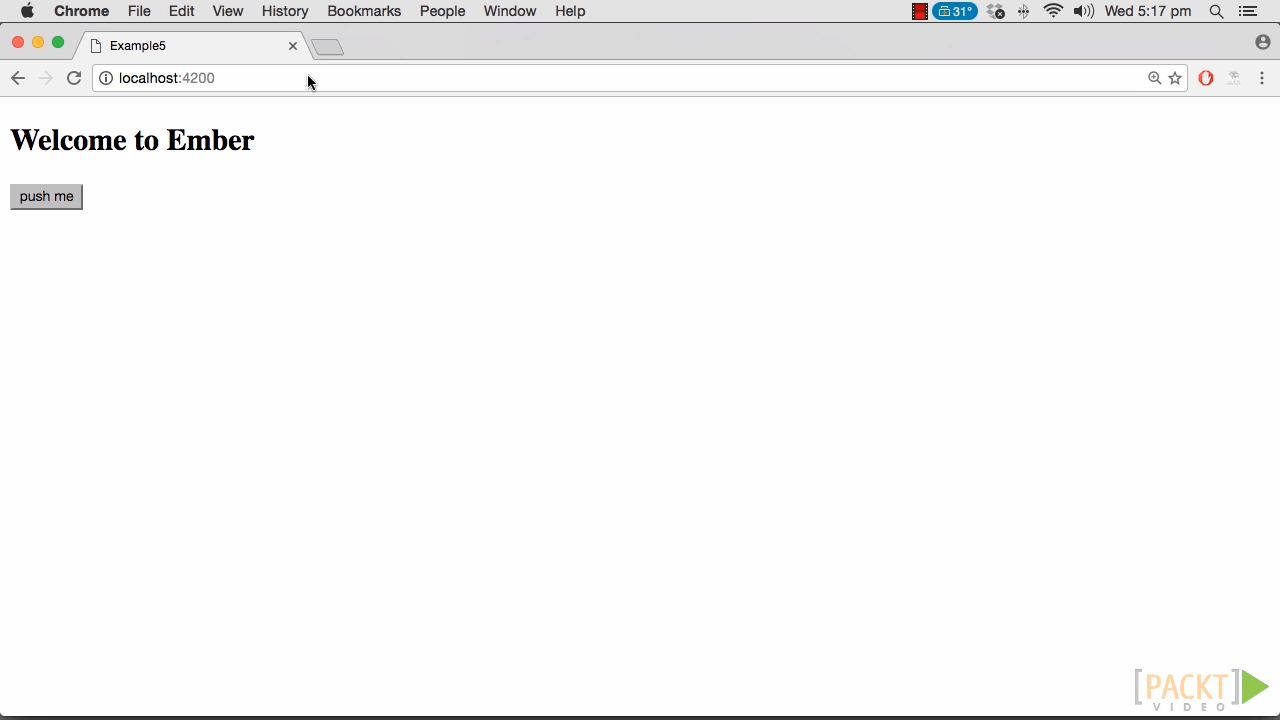 Chrome File Edit View History Bookmarks People Window Help 31° Wed 5:17 pm
Example5
localhost:4200
Welcome to Ember
push me
[PACKT]
VIDEO